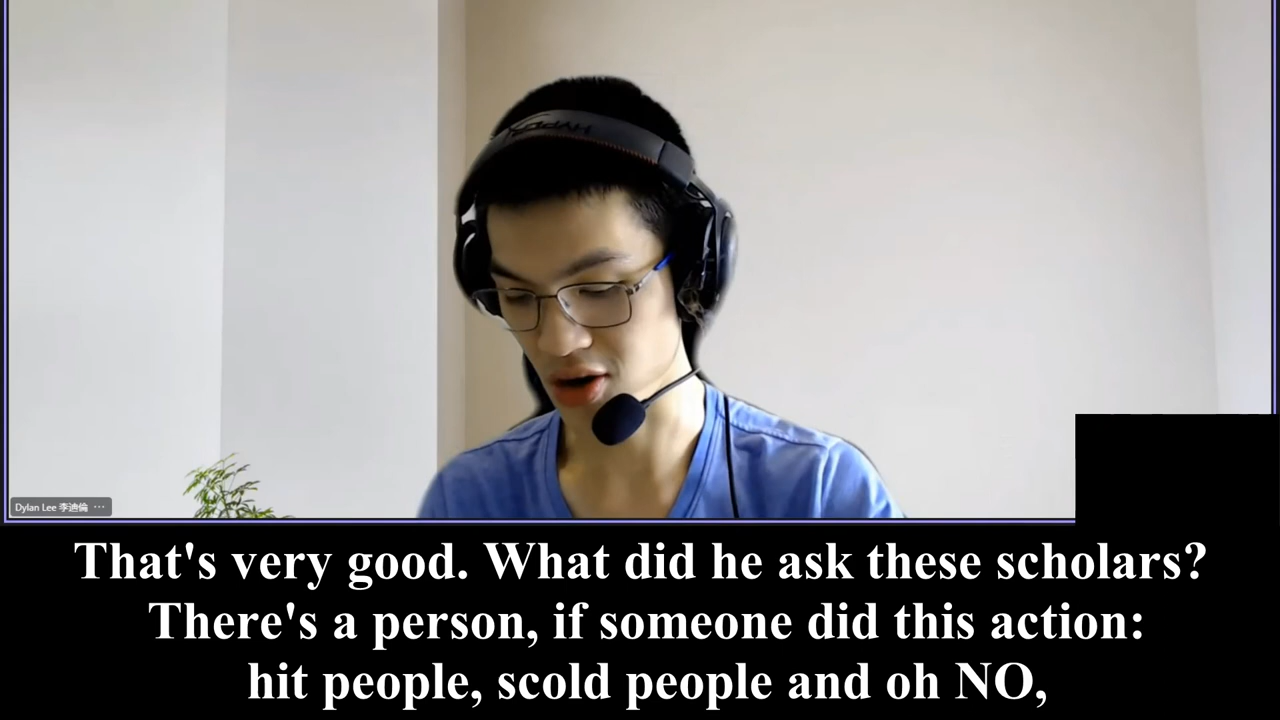 HYPERX
Dylan Lee 李迪倫 ···
That's very good. What did he ask these scholars?
There's a person, if someone did this action:
hit people, scold people and oh NO,